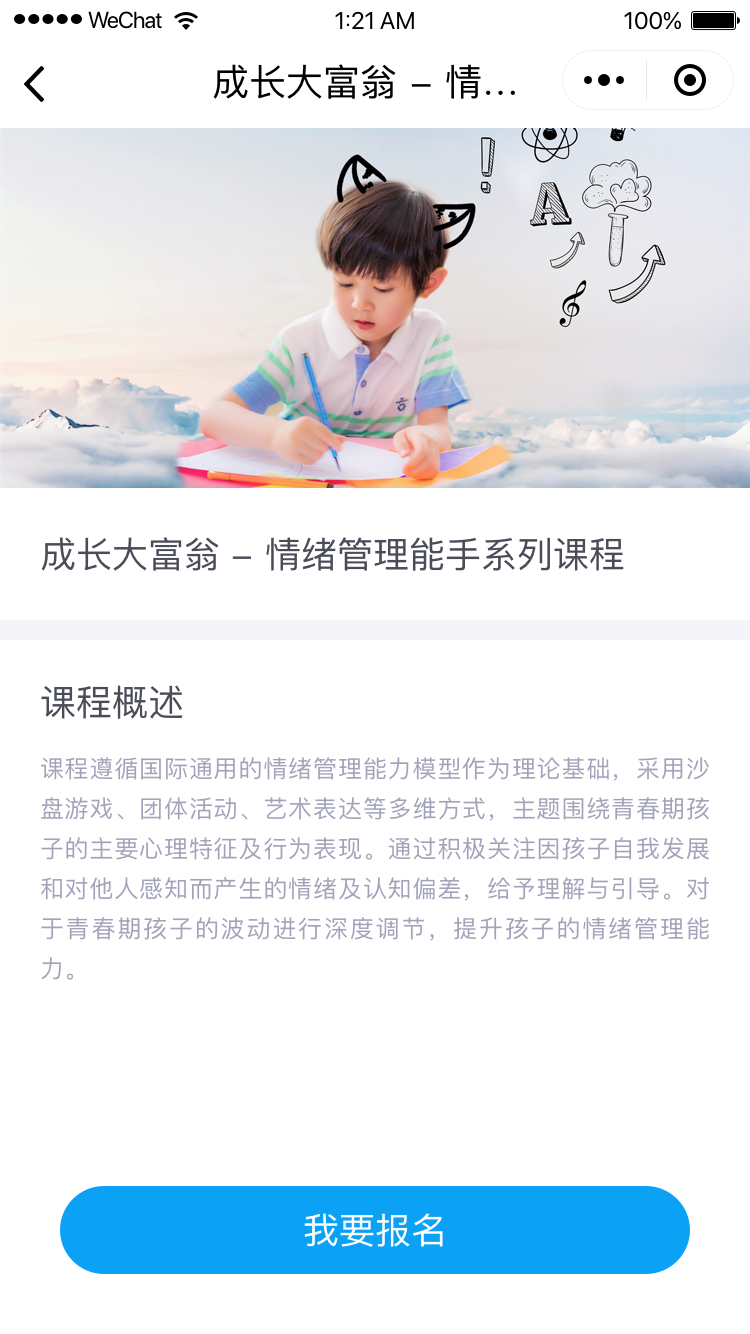 WeChat 1:21 AM 100%
成长大富翁 – 情...
!
A
成长大富翁 – 情绪管理能手系列课程
课程概述
课程遵循国际通用的情绪管理能力模型作为理论基础，采用沙
盘游戏、团体活动、艺术表达等多维方式，主题围绕青春期孩
子的主要心理特征及行为表现。通过积极关注因孩子自我发展
和对他人感知而产生的情绪及认知偏差，给予理解与引导。对
于青春期孩子的波动进行深度调节，提升孩子的情绪管理能
力。
我要报名